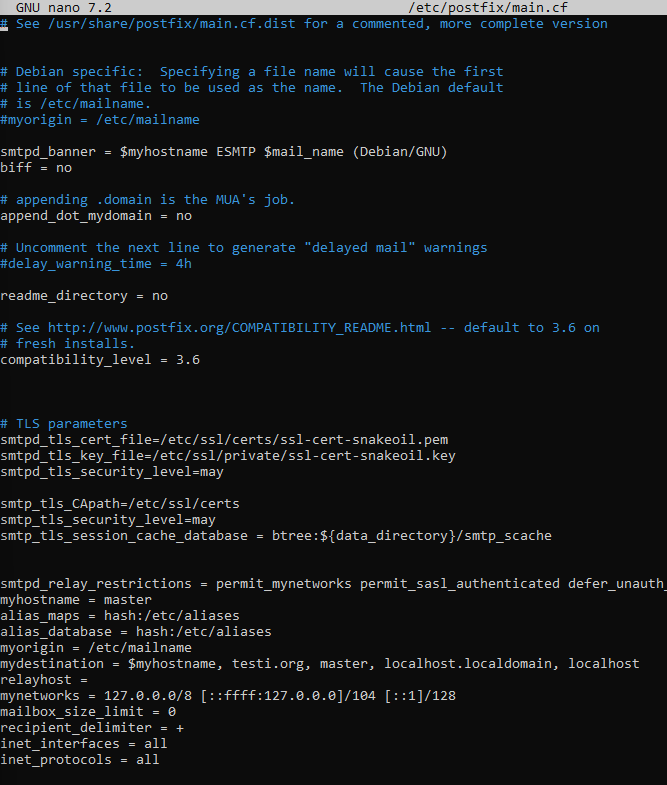 GNU nano 7.2 /etc/postfix/main.cf
# See /usr/share/postfix/main.cf.dist for a commented, more complete version
# Debian specific:  Specifying a file name will cause the first
# line of that file to be used as the name.  The Debian default
# is /etc/mailname.
#myorigin = /etc/mailname
smtpd_banner = $myhostname ESMTP $mail_name (Debian/GNU)
biff = no
# appending .domain is the MUA's job.
append_dot_mydomain = no
# Uncomment the next line to generate "delayed mail" warnings
#delay_warning_time = 4h
readme_directory = no
# See http://www.postfix.org/COMPATIBILITY_README.html -- default to 3.6 on
# fresh installs.
compatibility_level = 3.6
# TLS parameters
smtpd_tls_cert_file=/etc/ssl/certs/ssl-cert-snakeoil.pem
smtpd_tls_key_file=/etc/ssl/private/ssl-cert-snakeoil.key
smtpd_tls_security_level=may
smtp_tls_CApath=/etc/ssl/certs
smtp_tls_security_level=may
smtp_tls_session_cache_database = btree:${data_directory}/smtp_scache
smtpd_relay_restrictions = permit_mynetworks permit_sasl_authenticated defer_unauth_
myhostname = master
alias_maps = hash:/etc/aliases
alias_database = hash:/etc/aliases
myorigin = /etc/mailname
mydestination = $myhostname, testi.org, master, localhost.localdomain, localhost
relayhost =
mynetworks = 127.0.0.0/8 [::ffff:127.0.0.0]/104 [::1]/128
mailbox_size_limit = 0
recipient_delimiter = +
inet_interfaces = all
inet_protocols = all